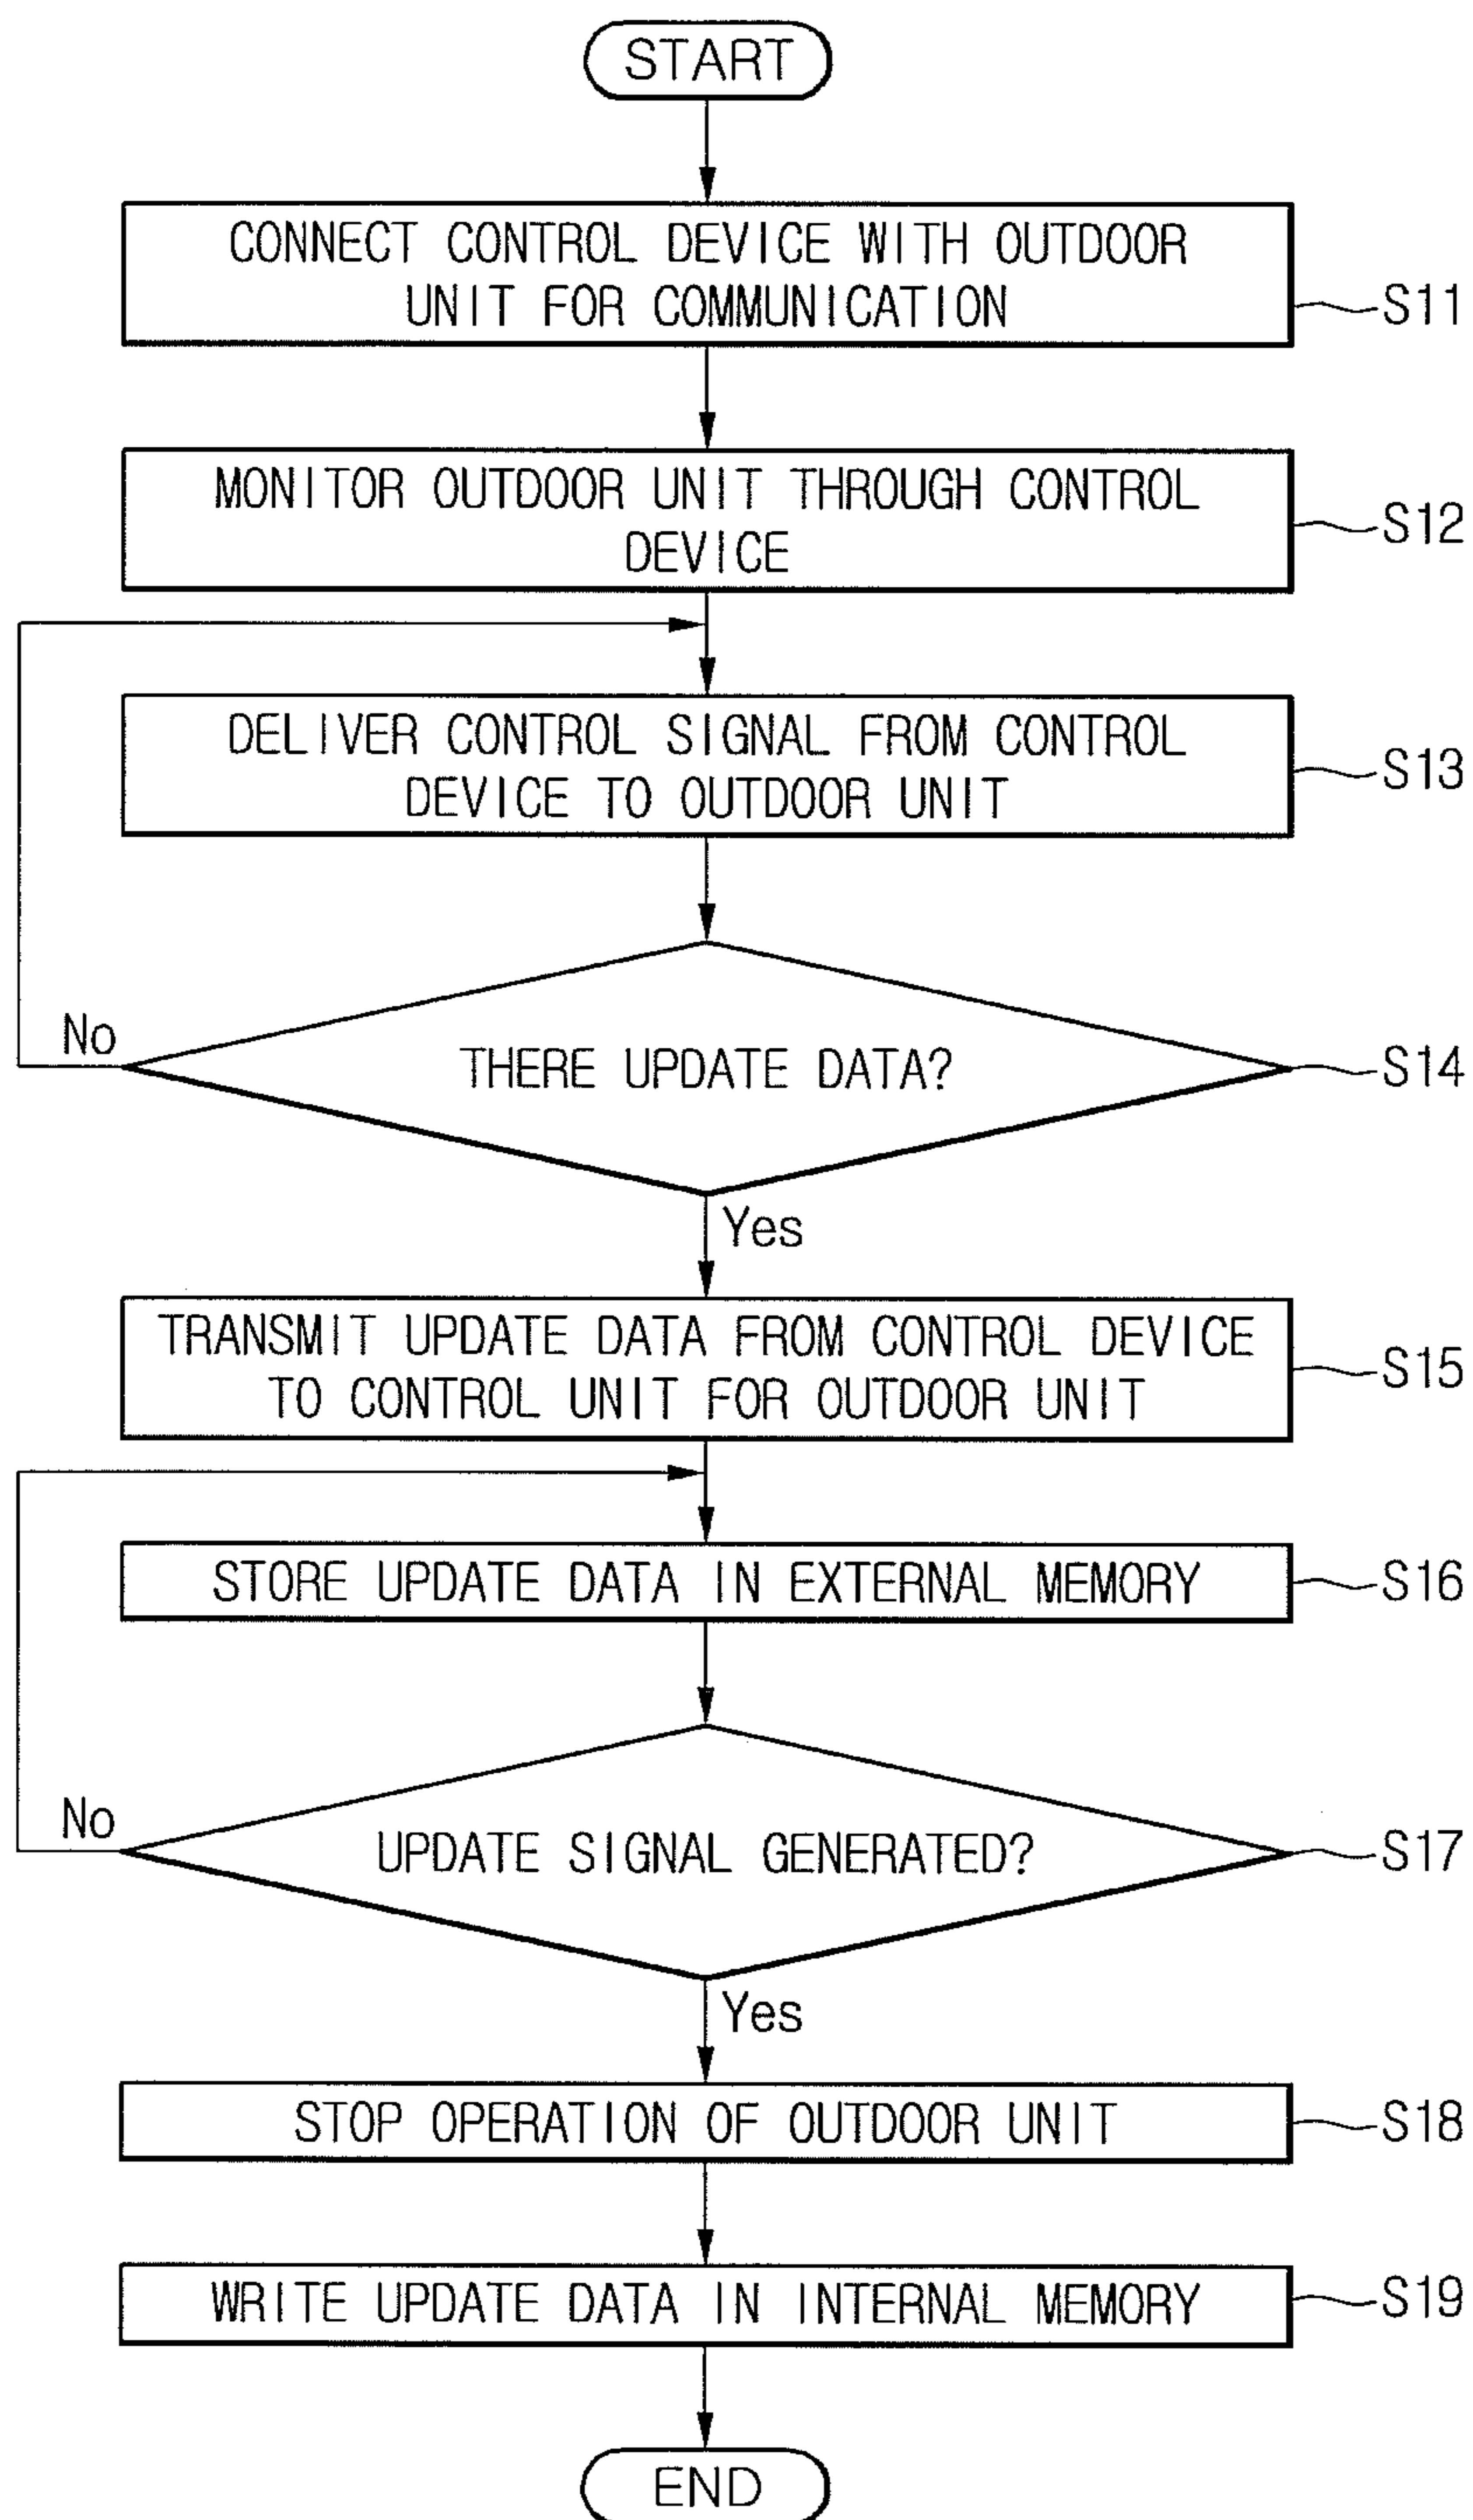 START
CONNECT CONTROL DEVICE WITH OUTDOOR
UNIT FOR COMMUNICATION
S11
MONITOR OUTDOOR UNIT THROUGH CONTROL
DEVICE
S12
DELIVER CONTROL SIGNAL FROM CONTROL
DEVICE TO OUTDOOR UNIT
S13
No
THERE UPDATE DATA?
S14
Yes
TRANSMIT UPDATE DATA FROM CONTROL DEVICE
TO CONTROL UNIT FOR OUTDOOR UNIT
S15
STORE UPDATE DATA IN EXTERNAL MEMORY
S16
No
UPDATE SIGNAL GENERATED?
S17
Yes
STOP OPERATION OF OUTDOOR UNIT
S18
WRITE UPDATE DATA IN INTERNAL MEMORY
S19
END